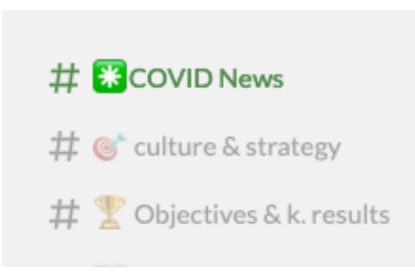 # ✳️COVID News
# 🎯 culture & strategy
# 🏆 Objectives & k. results